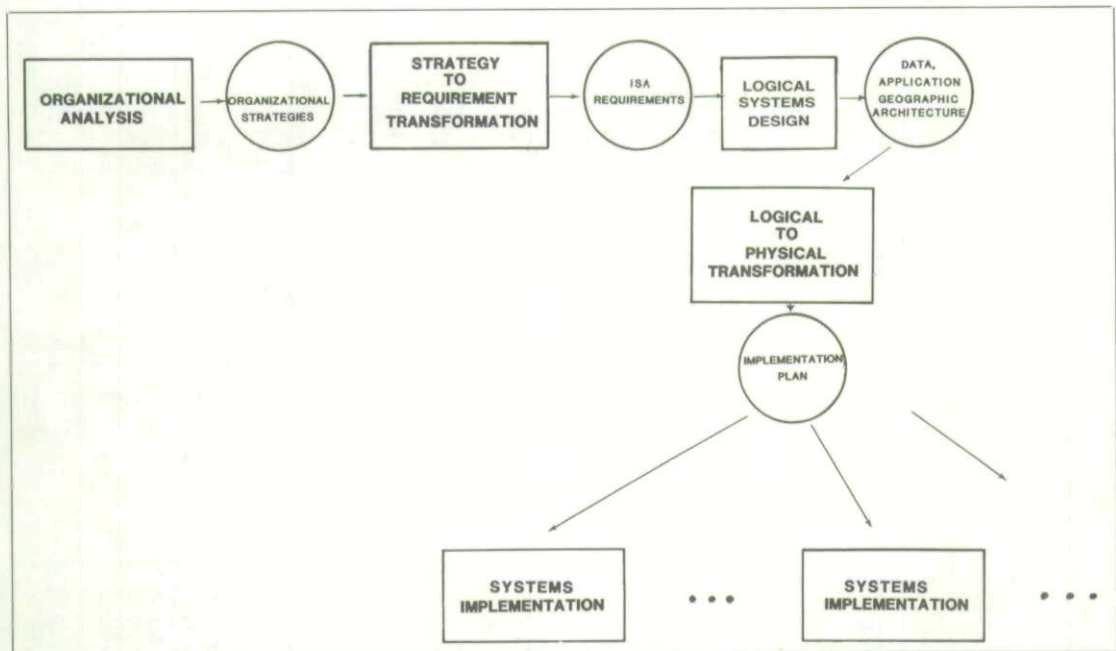 ORGANIZATIONAL
ANALYSIS
ORGANIZATIONAL
STRATEGIES
STRATEGY
TO
REQUIREMENT
TRANSFORMATION
ISA
REQUIREMENTS
LOGICAL
SYSTEMS
DESIGN
DATA,
APPLICATION
GEOGRAPHIC
ARCHITECTURE
LOGICAL
TO
PHYSICAL
TRANSFORMATION
IMPLEMENTATION
PLAN
SYSTEMS
IMPLEMENTATION
• • •
SYSTEMS
IMPLEMENTATION
• • •